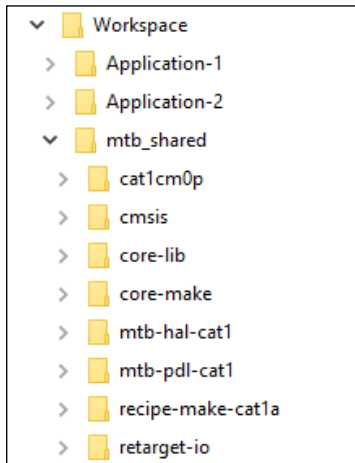 Workspace
Application-1
Application-2
mtb_shared
cat1cm0p
cmsis
core-lib
core-make
mtb-hal-cat1
mtb-pdl-cat1
recipe-make-cat1a
retarget-io